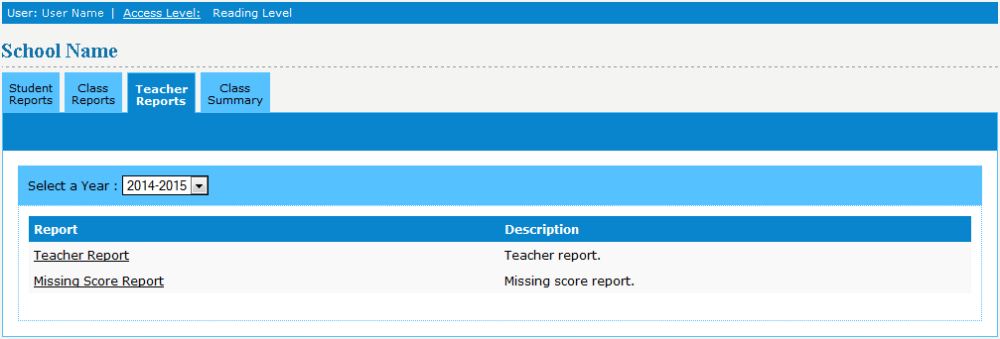 User: User Name | Access Level: Reading Level
School Name
Student Reports Class Reports Teacher Reports Class Summary
Select a Year : 2014-2015
Report Description
Teacher Report Teacher report.
Missing Score Report Missing score report.